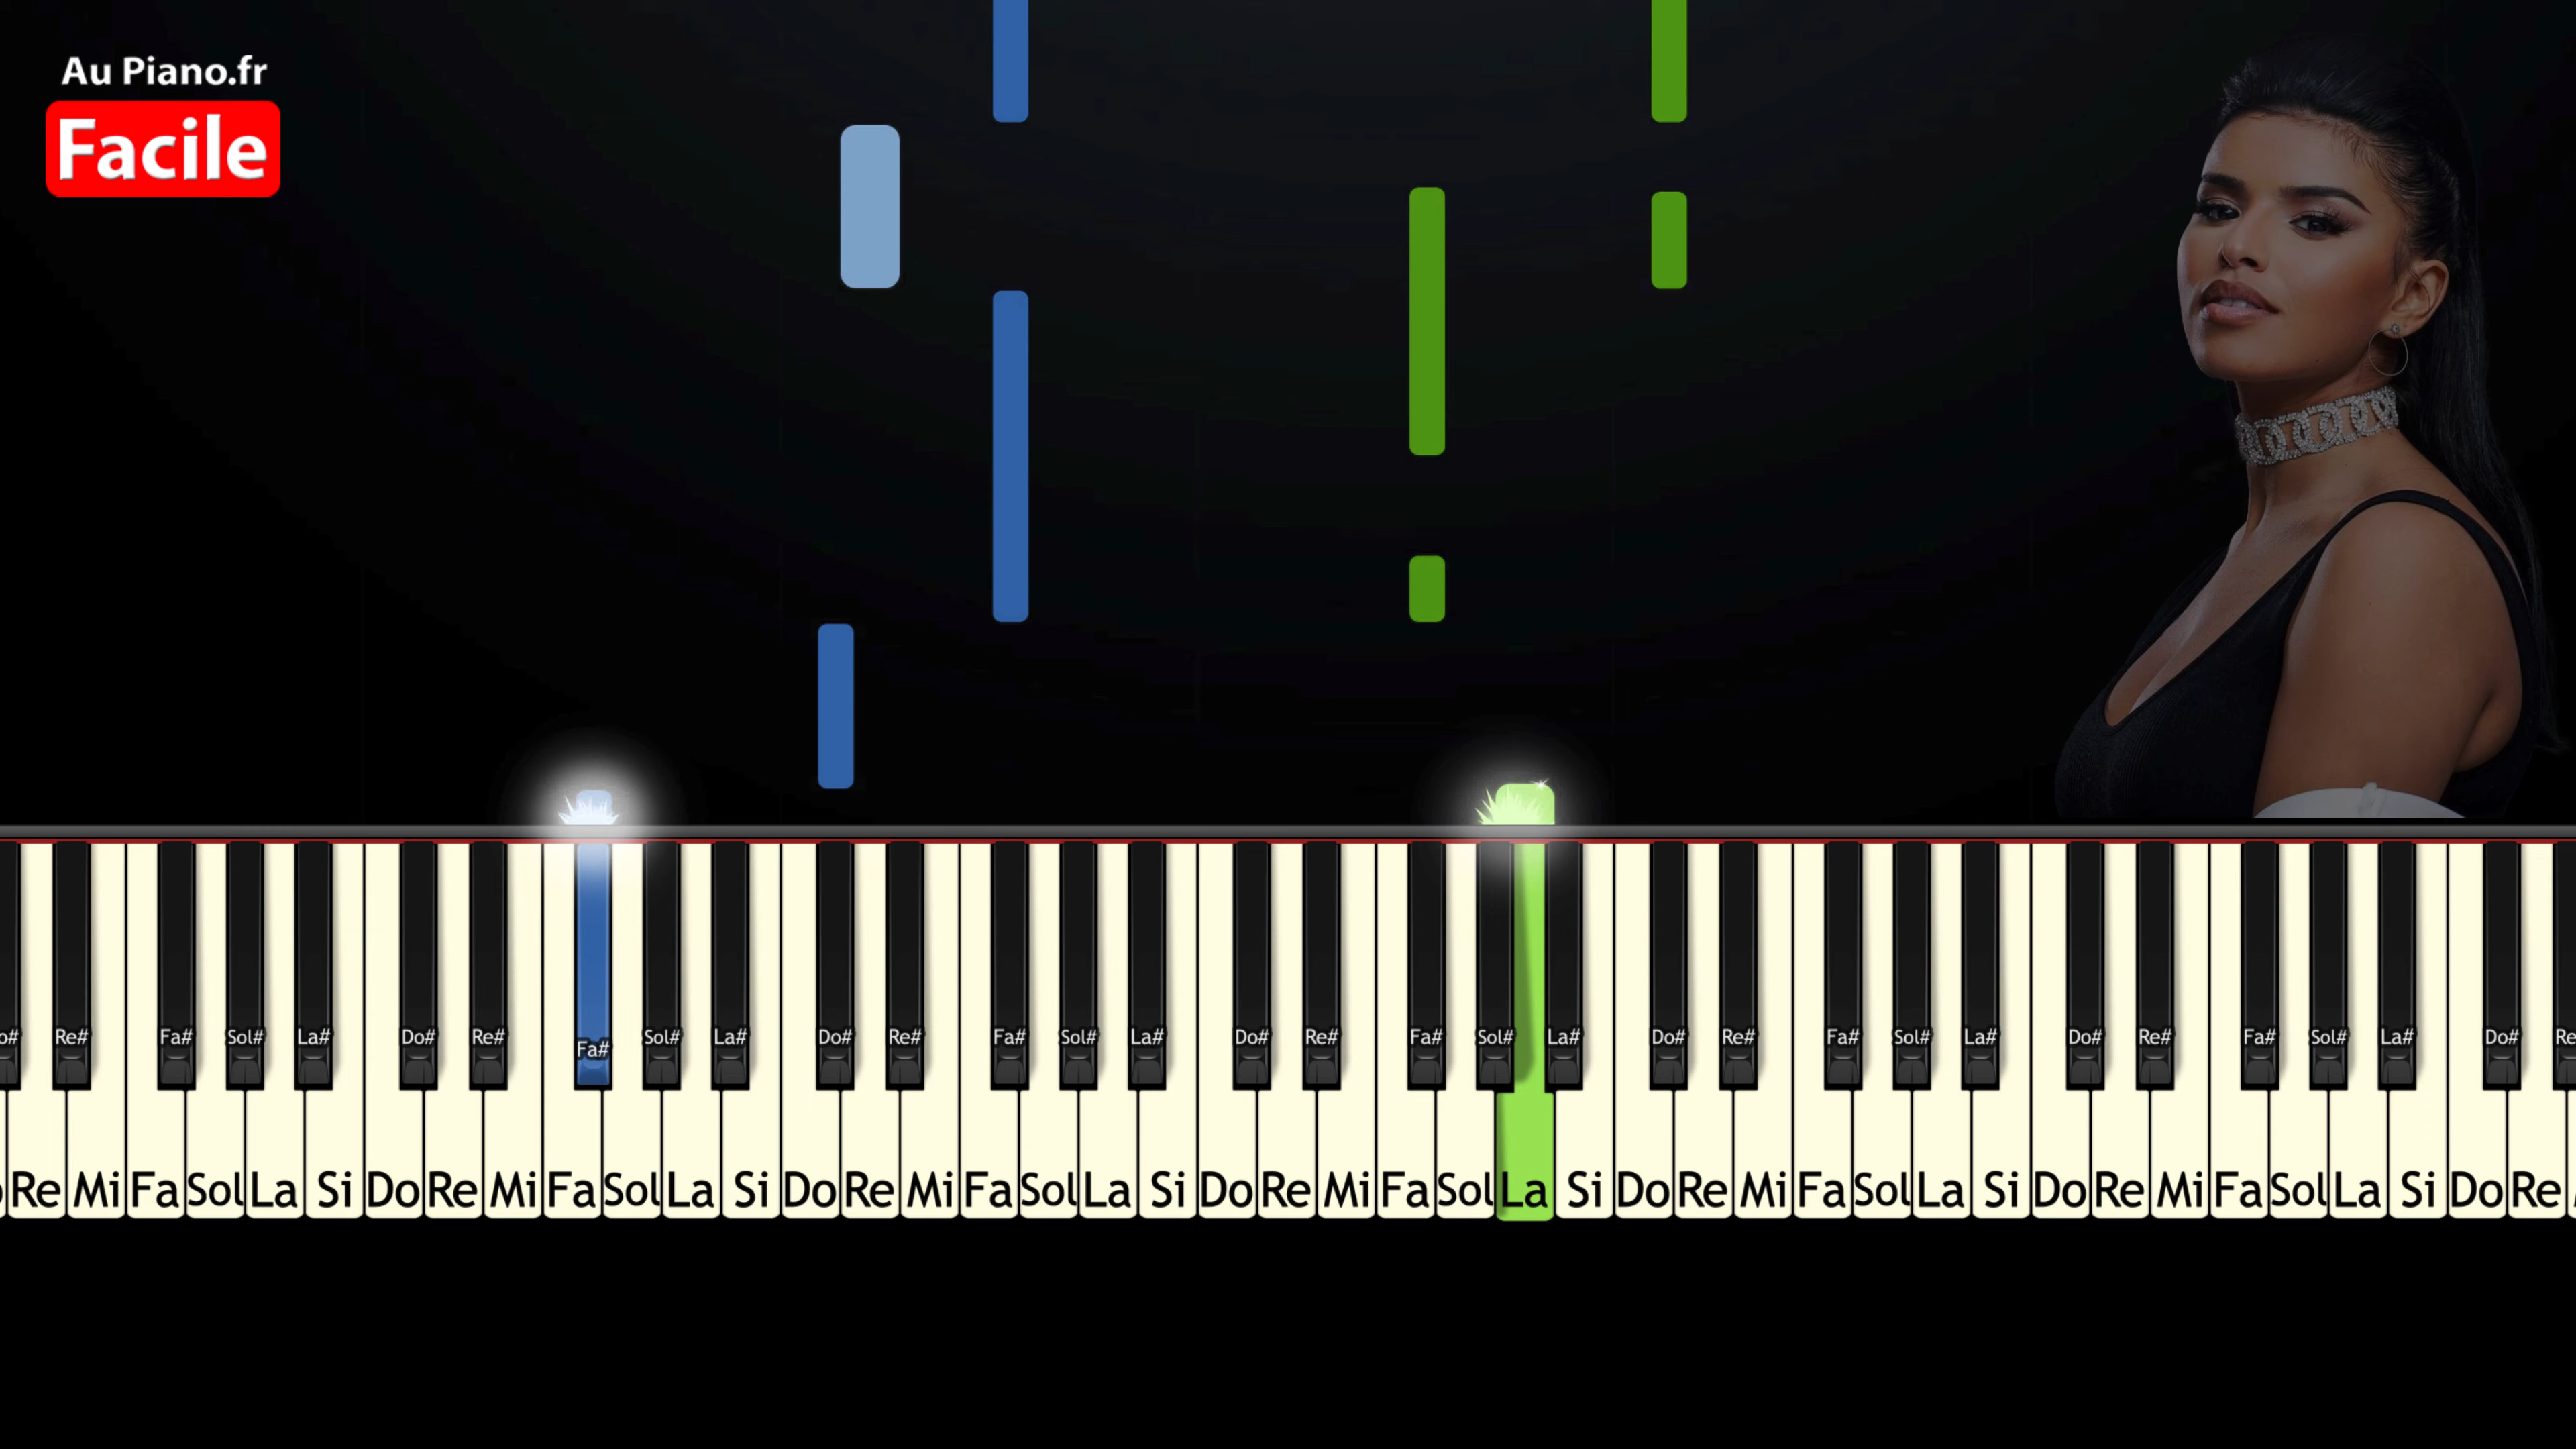 Au Piano.fr
Facile
Re# Fa# Sol# La# Do# Re# Fa# Sol# La# Do# Re# Fa# Sol# La# Do# Re# Fa# Sol# La# Do# Re# Fa# Sol# La# Do# Re# Fa# Sol# La# Do#
Re Mi Fa Sol La Si Do Re Mi Fa Sol La Si Do Re Mi Fa Sol La Si Do Re Mi Fa Sol La Si Do Re Mi Fa Sol La Si Do Re Mi Fa Sol La Si Do Re